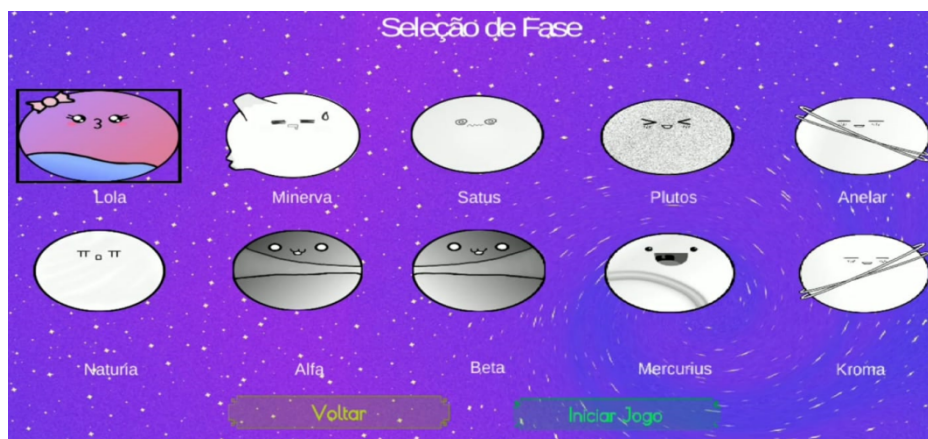 Seleção de Fase
Lola Minerva Satus Plutos Anelar
Naturia Alfa Beta Mercurius Kroma
Voltar Iniciar Jogo